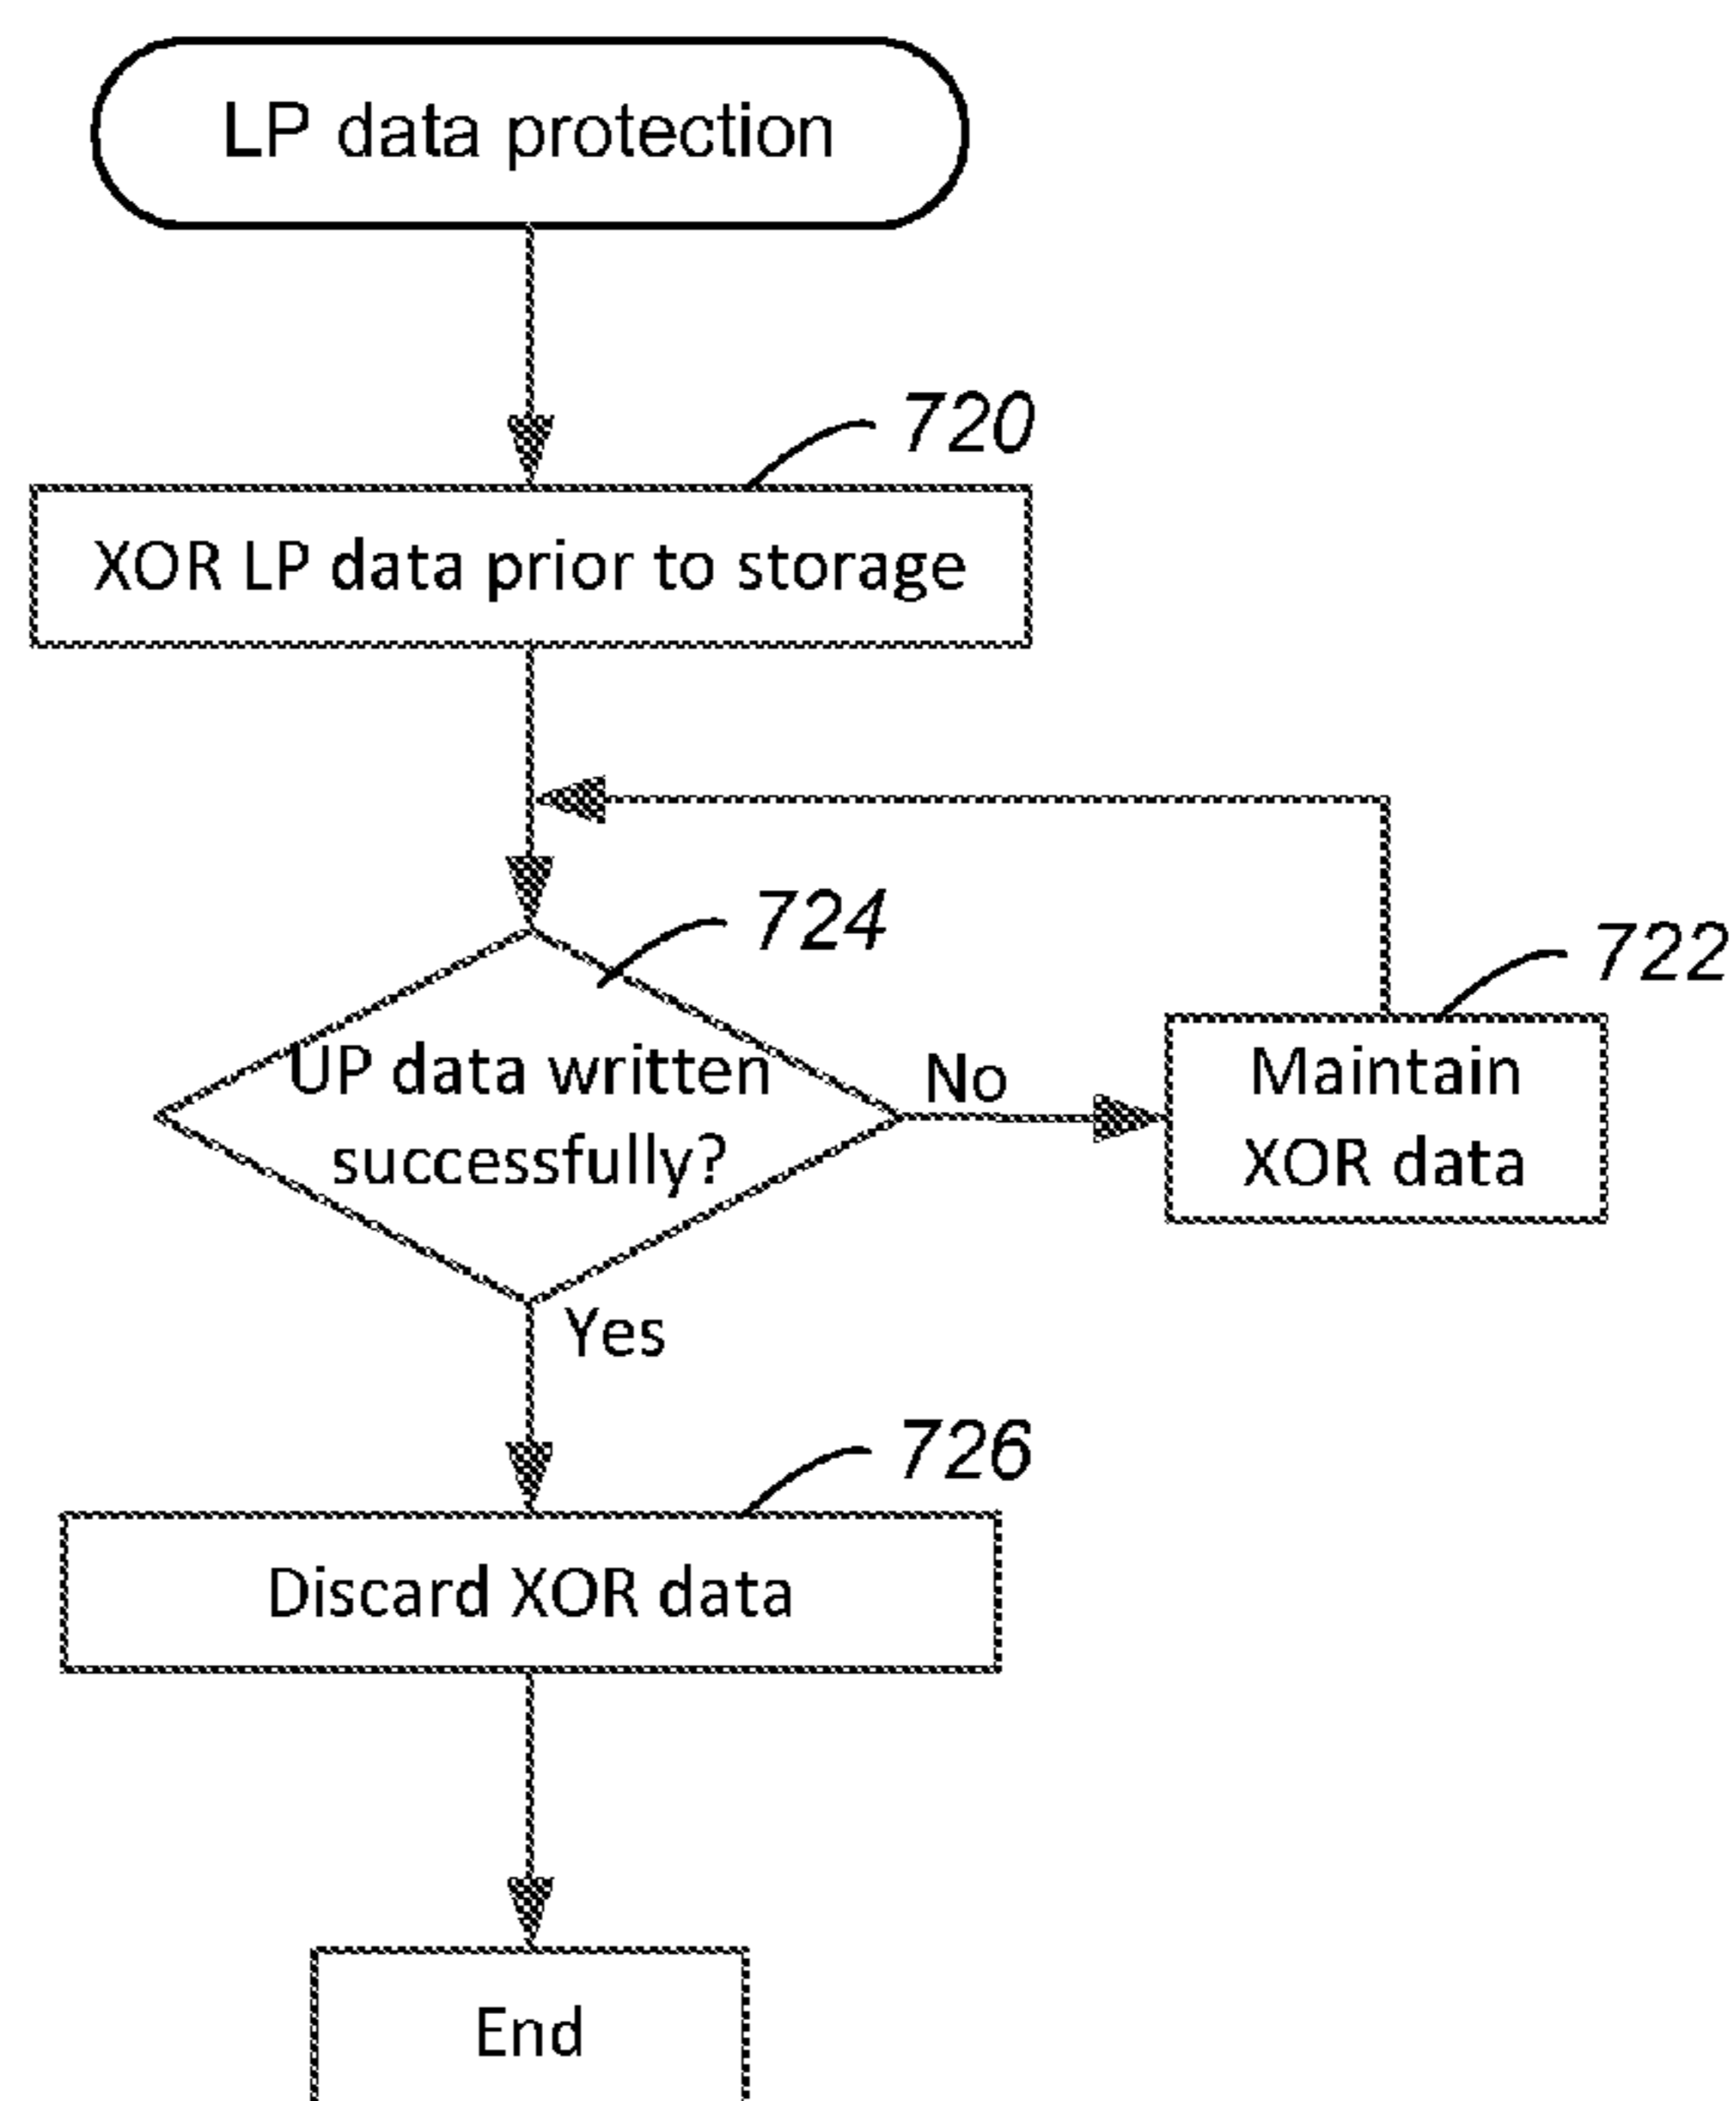 LP data protection
720
XOR LP data prior to storage
724
722
UP data written
successfully?
No
Maintain
XOR data
Yes
726
Discard XOR data
End